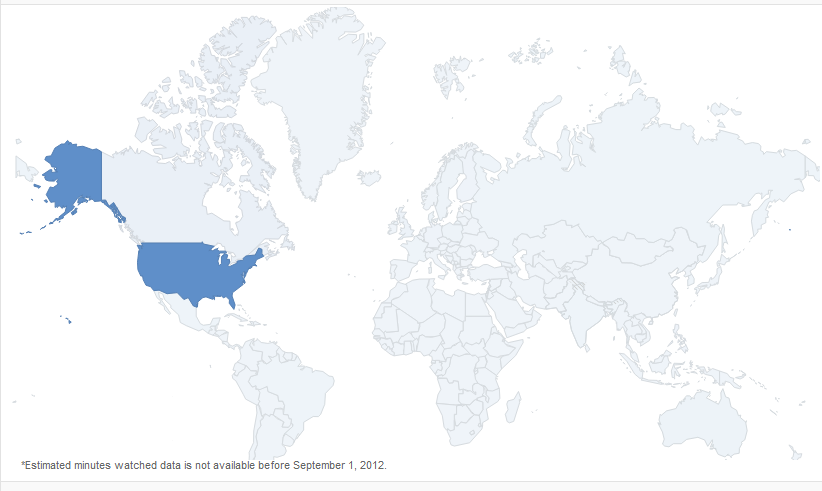 *Estimated minutes watched data is not available before September 1, 2012.